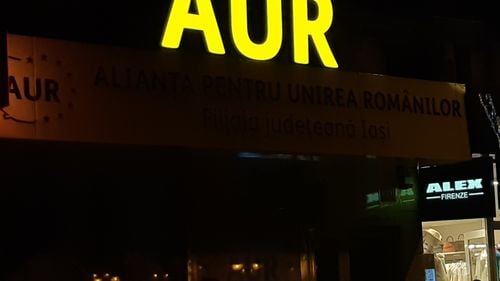 AUR
AUR
ALIANȚA PENTRU UNIREA ROMÂNILOR
Filiala județeană Iași
ALEX
FIRENZE